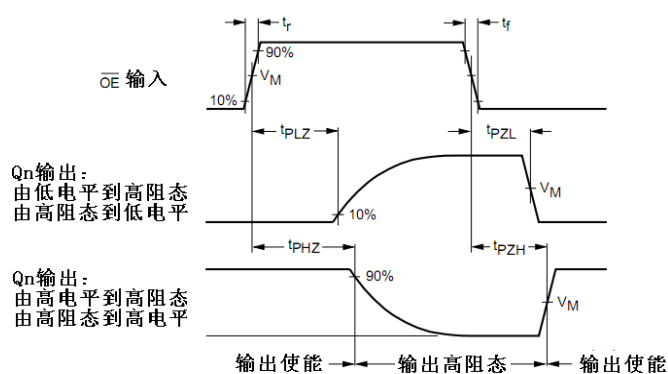 tr
tf
90%
OE 输入
VM
10%
tPLZ
tPZL
Qn输出：
由低电平到高阻态
由高阻态到低电平
VM
10%
tPHZ
tPZH
Qn输出：
由高电平到高阻态
由高阻态到高电平
90%
VM
输出使能
输出高阻态
输出使能